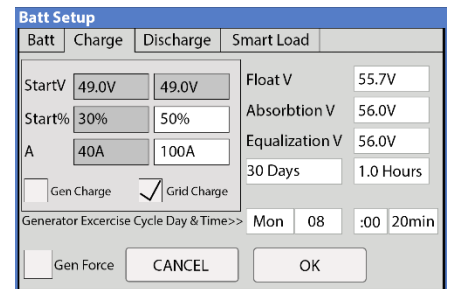 Batt Setup
Batt Charge Discharge Smart Load
StartV 49.0V 49.0V Float V 55.7V
Start% 30% 50% Absorbtion V 56.0V
A 40A 100A Equalization V 56.0V
30 Days 1.0 Hours
Gen Charge Grid Charge
Generator Excercise Cycle Day & Time>> Mon 08 :00 20min
Gen Force CANCEL OK